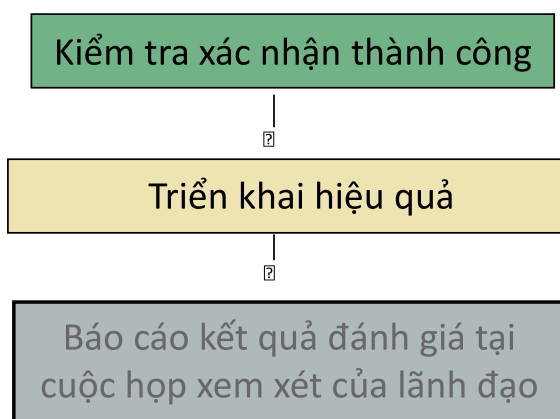 Kiểm tra xác nhận thành công
Triển khai hiệu quả
Báo cáo kết quả đánh giá tại
cuộc họp xem xét của lãnh đạo